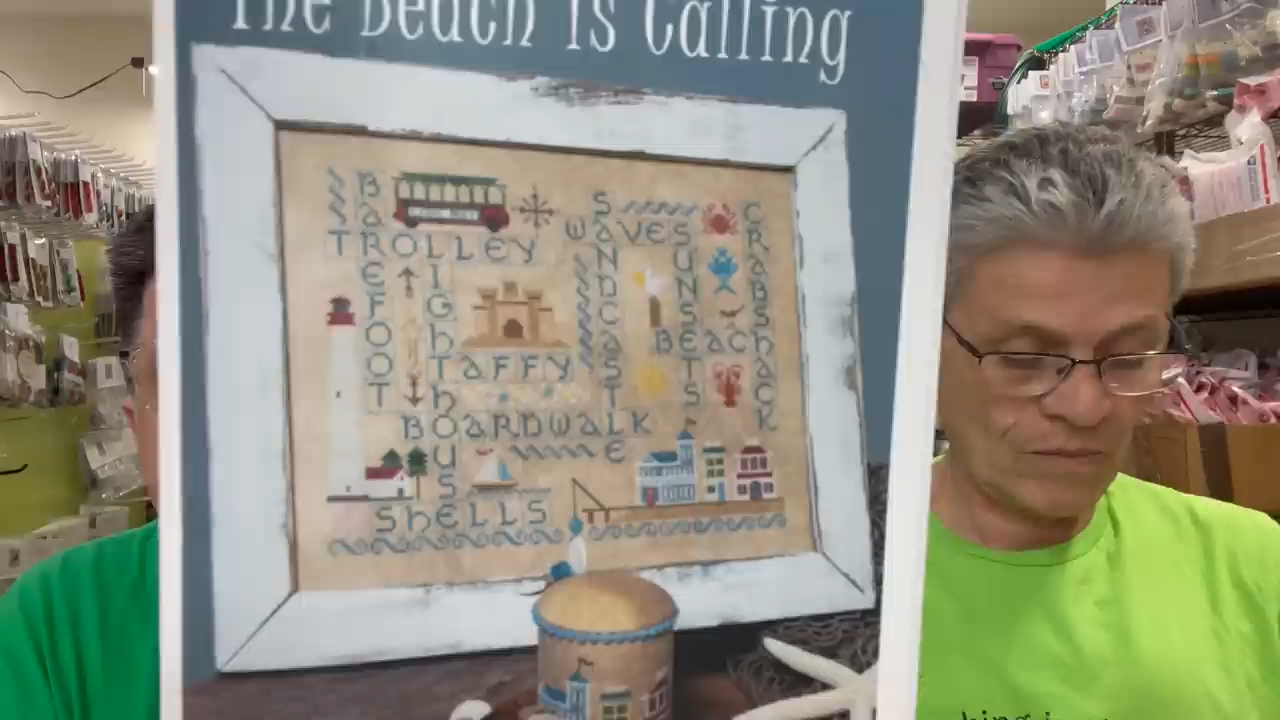 The Beach is Calling
BAREFOOT
TROLLEY
LIGHTHOUSE
TAFFY
BOARDWALK
SHELLS
SANDCASTLE
WAVES
SUNSETS
BEACH
CRABSHACK